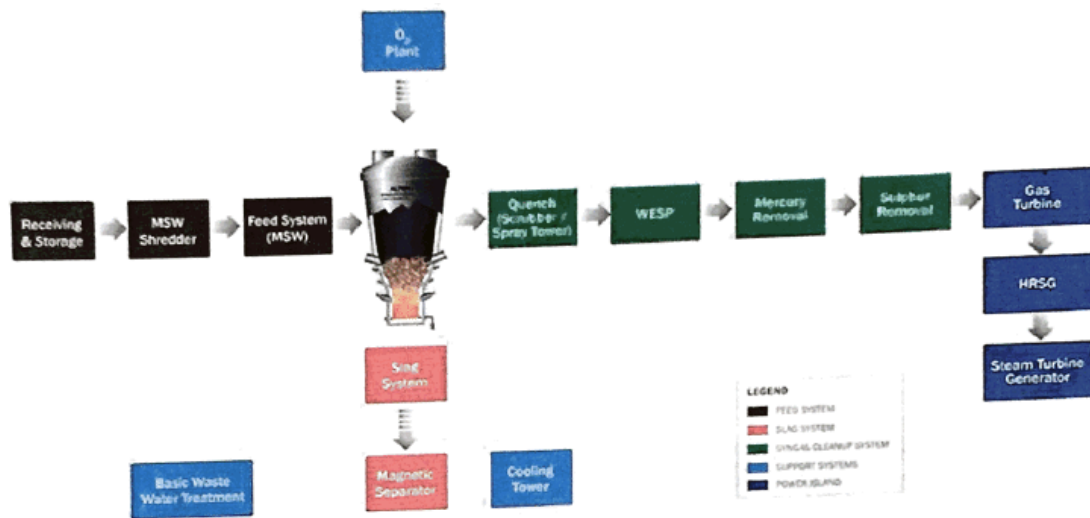 O₂
Plant
Receiving
& Storage
MSW
Shredder
Feed System
(MSW)
Quench
(Scrubber /
Spray Tower)
WESP
Mercury
Removal
Sulphur
Removal
Gas
Turbine
HRSG
Steam Turbine
Generator
Slag
System
Magnetic
Separator
Basic Waste
Water Treatment
Cooling
Tower
LEGEND
FEED SYSTEM
SLAG SYSTEM
SYNGAS CLEANUP SYSTEM
SUPPORT SYSTEMS
POWER ISLAND